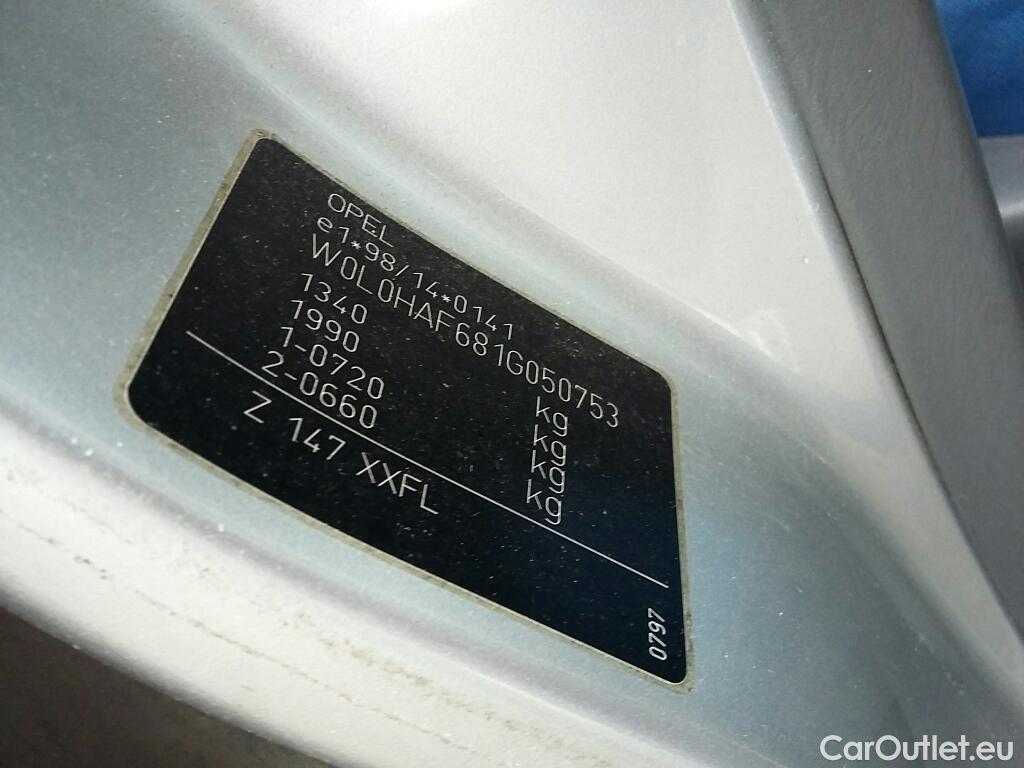 OPEL
e1*98/14*0141
W0L0HAF681G050753
1340 kg
1990 kg
1-0720 kg
2-0660 kg
Z 147 XXFL
0797
CarOutlet.eu